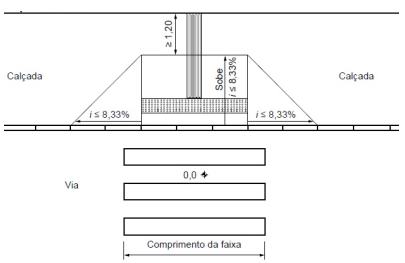 ≥ 1,20
Calçada
Calçada
Sobe
i ≤ 8,33%
i ≤ 8,33%
i ≤ 8,33%
0,0
Via
Comprimento da faixa